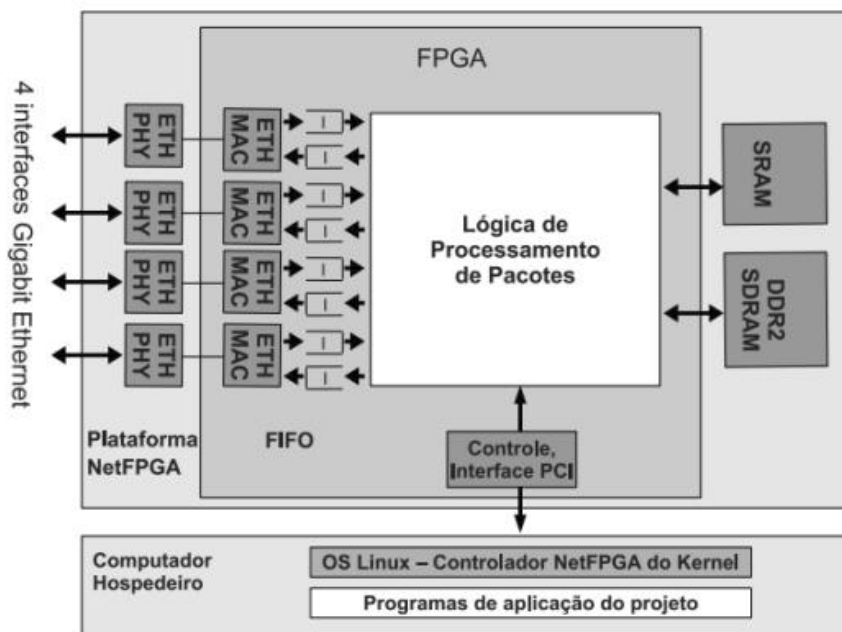 FPGA
4 interfaces Gigabit Ethernet
ETH
PHY
ETH
MAC
ETH
PHY
ETH
MAC
ETH
PHY
ETH
MAC
ETH
PHY
ETH
MAC
Lógica de
Processamento
de Pacotes
SRAM
DDR2
SDRAM
Plataforma
NetFPGA
FIFO
Controle,
Interface PCI
Computador
Hospedeiro
OS Linux – Controlador NetFPGA do Kernel
Programas de aplicação do projeto